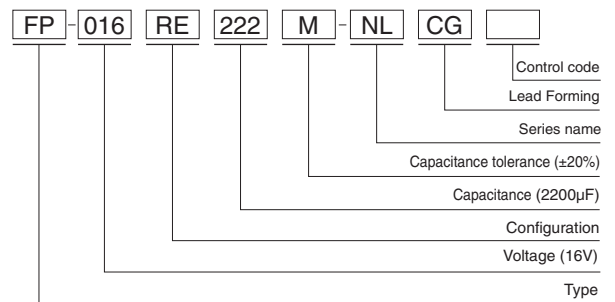 FP-016 RE 222 M-NL CG
Control code
Lead Forming
Series name
Capacitance tolerance (±20%)
Capacitance (2200µF)
Configuration
Voltage (16V)
Type